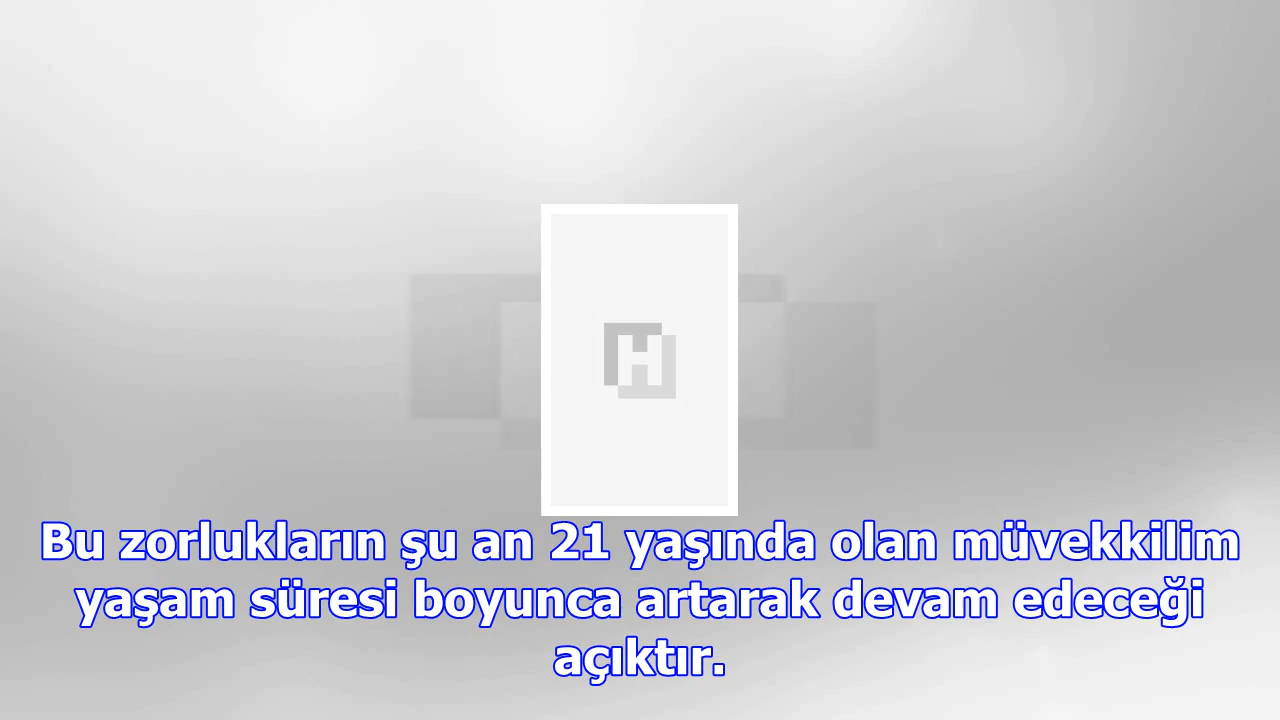 H
Bu zorlukların şu an 21 yaşında olan müvekkilim
yaşam süresi boyunca artarak devam edeceği
açıktır.